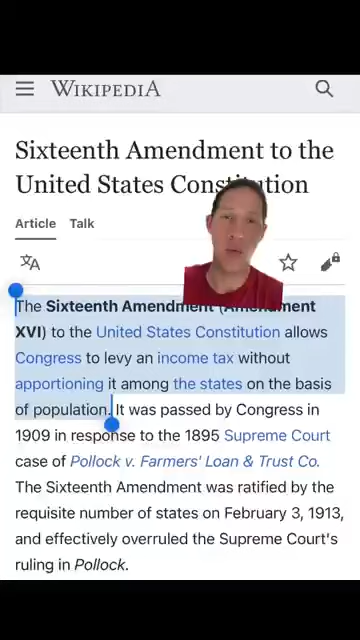 WIKIPEDIA
Sixteenth Amendment to the
United States Constitution
Article Talk
The Sixteenth Amendment (Amendment
XVI) to the United States Constitution allows
Congress to levy an income tax without
apportioning it among the states on the basis
of population. It was passed by Congress in
1909 in response to the 1895 Supreme Court
case of Pollock v. Farmers' Loan & Trust Co.
The Sixteenth Amendment was ratified by the
requisite number of states on February 3, 1913,
and effectively overruled the Supreme Court's
ruling in Pollock.